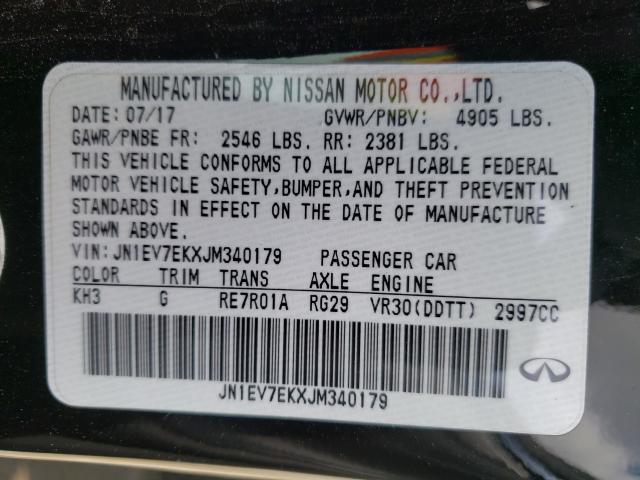 MANUFACTURED BY NISSAN MOTOR CO.,LTD.
DATE: 07/17 GVWR/PNBV: 4905 LBS.
GAWR/PNBE FR: 2546 LBS. RR: 2381 LBS.
THIS VEHICLE CONFORMS TO ALL APPLICABLE FEDERAL
MOTOR VEHICLE SAFETY,BUMPER,AND THEFT PREVENTION
STANDARDS IN EFFECT ON THE DATE OF MANUFACTURE
SHOWN ABOVE.
VIN:JN1EV7EKXJM340179 PASSENGER CAR
COLOR TRIM TRANS AXLE ENGINE
KH3 G RE7R01A RG29 VR30(DDTT) 2997CC
JN1EV7EKXJM340179